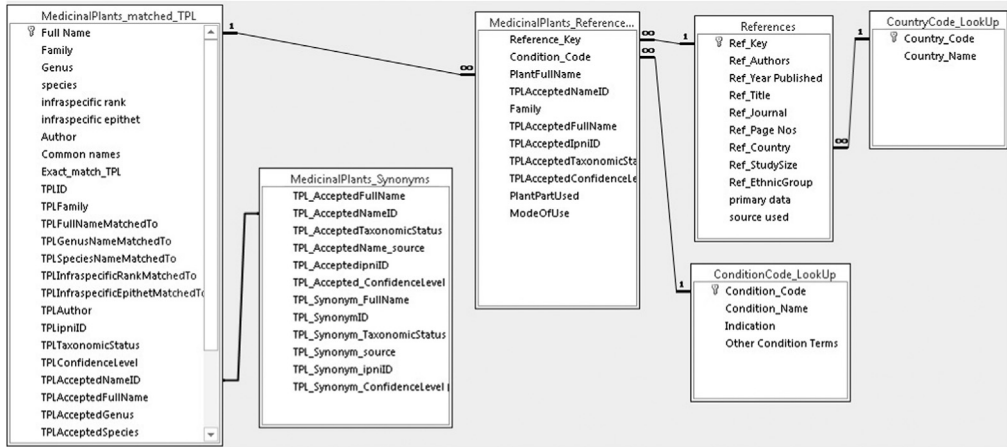 MedicinalPlants_matched_TPL
Full Name
Family
Genus
species
infraspecific rank
infraspecific epithet
Author
Common names
Exact_match_TPL
TPLID
TPLFamily
TPLFullNameMatchedTo
TPLGenusNameMatchedTo
TPLSpeciesNameMatchedTo
TPLInfraspecificRankMatchedTo
TPLInfraspecificEpithetMatchedTo
TPLAuthor
TPLipniID
TPLTaxonomicStatus
TPLConfidenceLevel
TPLAcceptedNameID
TPLAcceptedFullName
TPLAcceptedGenus
TPLAcceptedSpecies
MedicinalPlants_Synonyms
TPL_AcceptedFullName
TPL_AcceptedNameID
TPL_AcceptedTaxonomicStatus
TPL_AcceptedName_source
TPL_AcceptedipniID
TPL_Accepted_ConfidenceLevel
TPL_Synonym_FullName
TPL_SynonymID
TPL_Synonym_TaxonomicStatus
TPL_Synonym_source
TPL_Synonym_ipniID
TPL_Synonym_ConfidenceLevel
1
∞
MedicinalPlants_Reference...
Reference_Key
Condition_Code
PlantFullName
TPLAcceptedNameID
Family
TPLAcceptedFullName
TPLAcceptedIpniID
TPLAcceptedTaxonomicSta
TPLAcceptedConfidenceLe
PlantPartUsed
ModeOfUse
∞
∞
1
1
References
Ref_Key
Ref_Authors
Ref_Year Published
Ref_Title
Ref_Journal
Ref_Page Nos
Ref_Country
Ref_StudySize
Ref_EthnicGroup
primary data
source used
∞
1
CountryCode_LookUp
Country_Code
Country_Name
ConditionCode_LookUp
Condition_Code
Condition_Name
Indication
Other Condition Terms